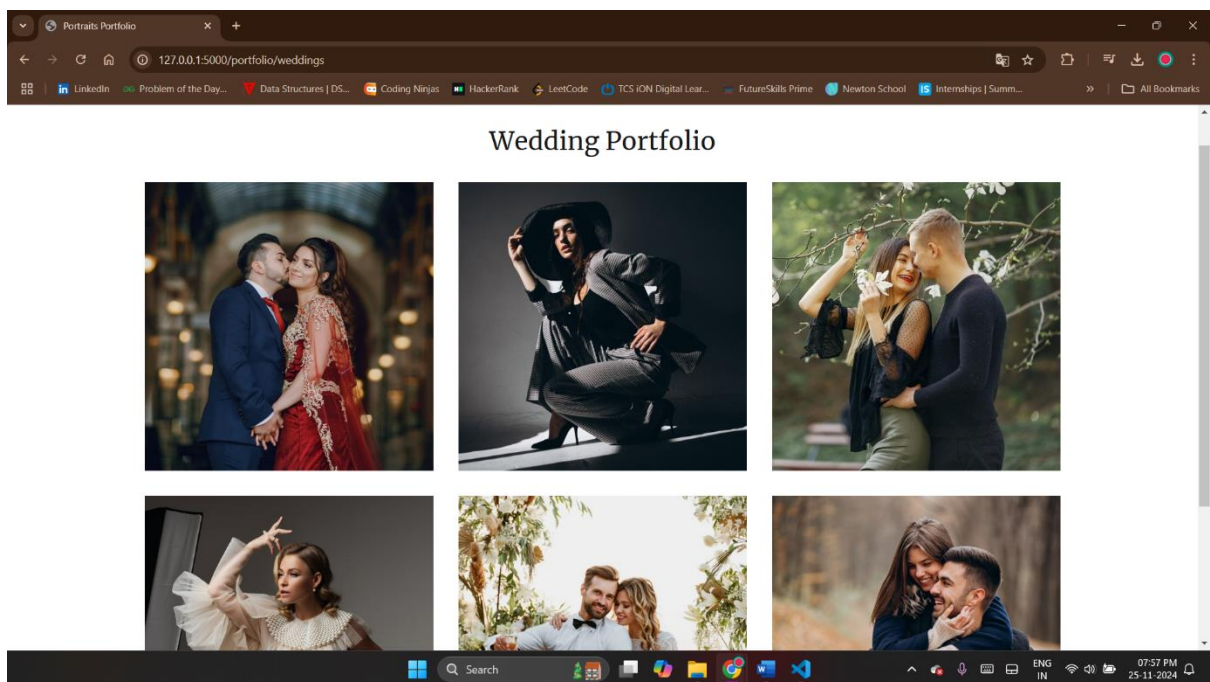 Portraits Portfolio
127.0.0.1:5000/portfolio/weddings
LinkedIn Problem of the Day... Data Structures | DS... Coding Ninjas HackerRank LeetCode TCS iON Digital Lear... FutureSkills Prime Newton School Internships | Summ... » All Bookmarks
Wedding Portfolio
Search
ENG
IN
07:57 PM
25-11-2024